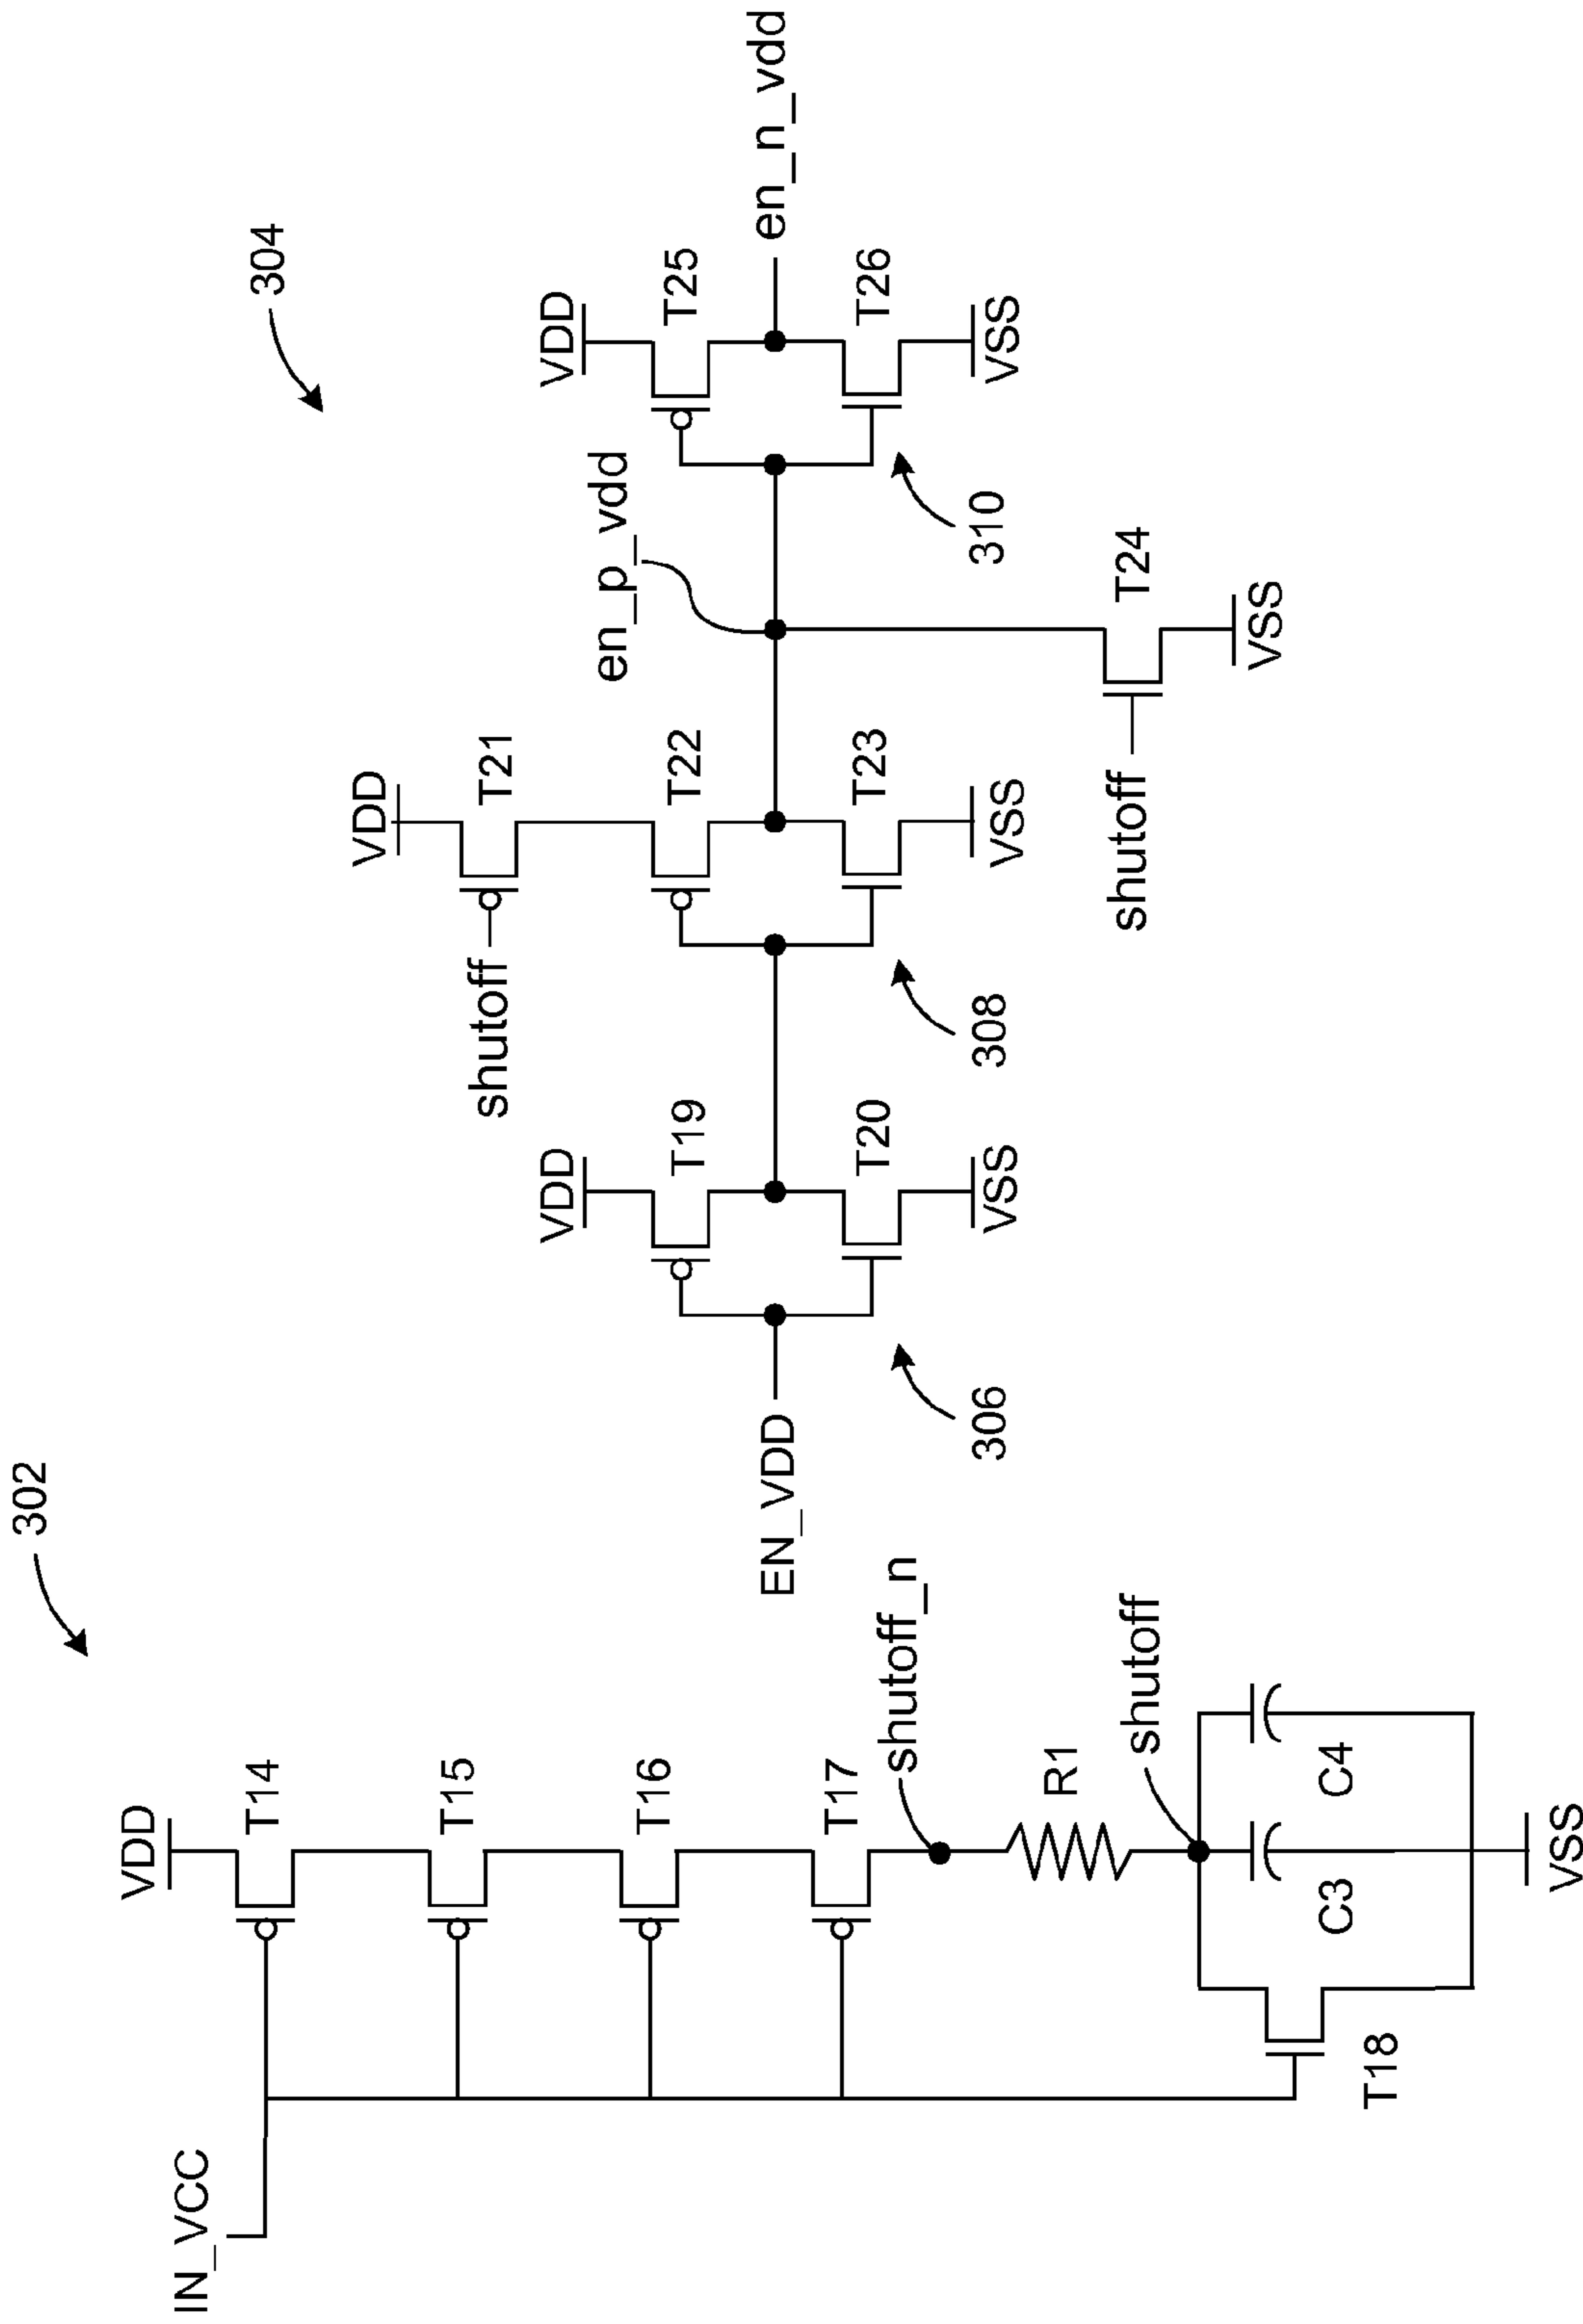 302
IN_VCC
VDD
T14
T15
T16
T17
shutoff_n
R1
shutoff
T18
C3
C4
VSS
304
EN_VDD
VDD
T19
T20
VSS
306
shutoff
VDD
T21
T22
T23
VSS
308
en_p_vdd
shutoff
T24
VSS
VDD
T25
T26
VSS
310
en_n_vdd